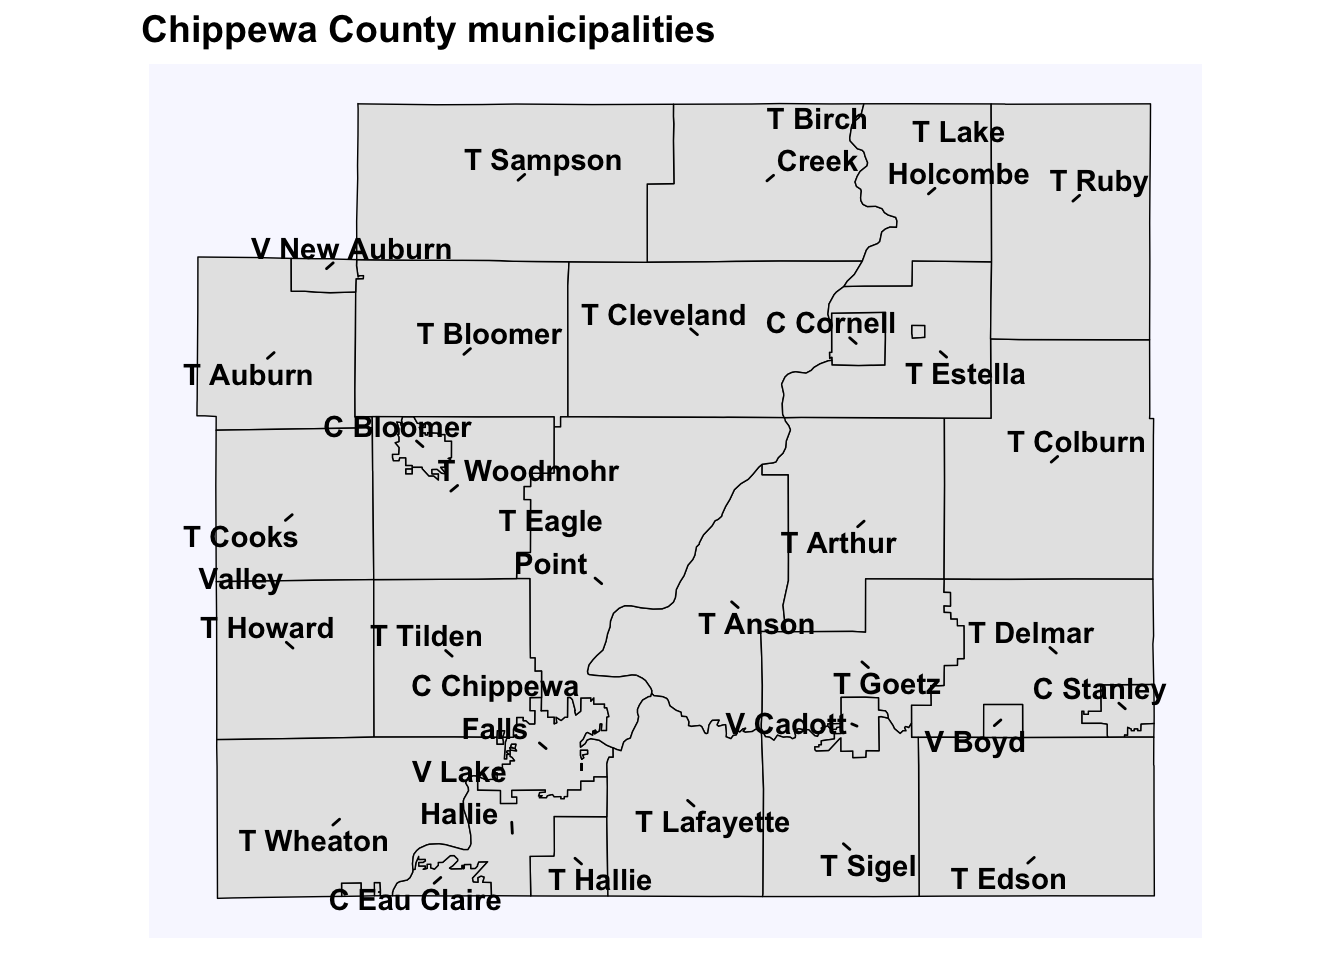 Chippewa County municipalities
T Birch
Creek
T Lake
Holcombe
T Sampson
T Ruby
V New Auburn
T Cleveland
C Cornell
T Bloomer
T Auburn
T Estella
C Bloomer
T Colburn
T Woodmohr
T Eagle
Point
T Cooks
Valley
T Arthur
T Howard
T Tilden
T Anson
T Delmar
C Chippewa
Falls
T Goetz
C Stanley
V Cadott
V Boyd
V Lake
Hallie
T Lafayette
T Wheaton
T Sigel
T Hallie
T Edson
C Eau Claire